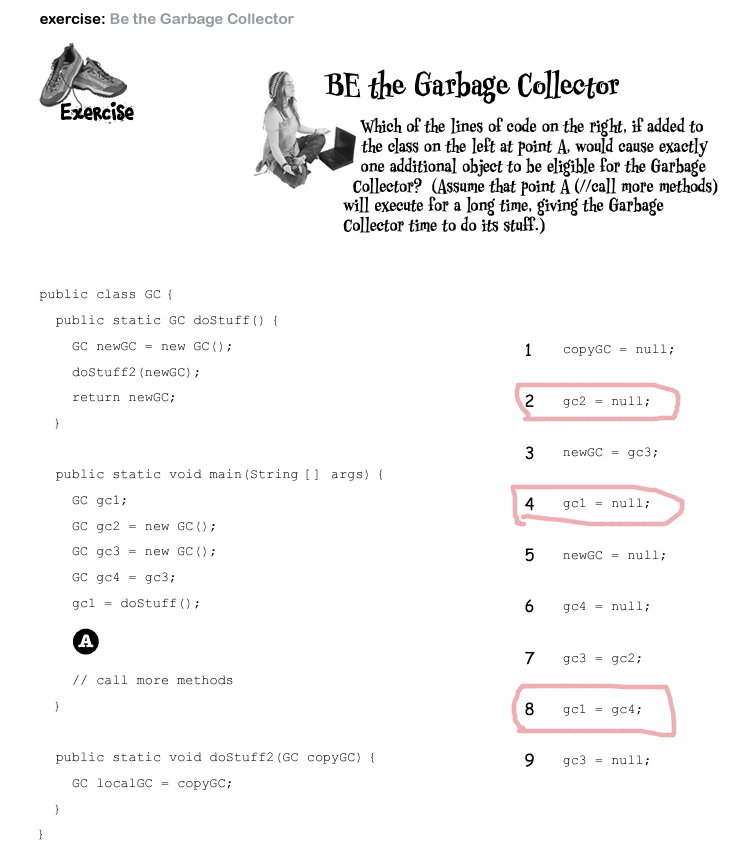 exercise: Be the Garbage Collector
Exercise
BE the Garbage Collector
Which of the lines of code on the right, if added to
the class on the left at point A, would cause exactly
one additional object to be eligible for the Garbage
Collector? (Assume that point A (//call more methods)
will execute for a long time, giving the Garbage
Collector time to do its stuff.)
public class GC {
public static GC doStuff() {
GC newGC = new GC();
doStuff2(newGC);
return newGC;
}
public static void main(String [] args) {
GC gc1;
GC gc2 = new GC();
GC gc3 = new GC();
GC gc4 = gc3;
gc1 = doStuff();
A
// call more methods
}
public static void doStuff2(GC copyGC) {
GC localGC = copyGC;
}
}
1 copyGC = null;
2 gc2 = null;
3 newGC = gc3;
4 gc1 = null;
5 newGC = null;
6 gc4 = null;
7 gc3 = gc2;
8 gc1 = gc4;
9 gc3 = null;